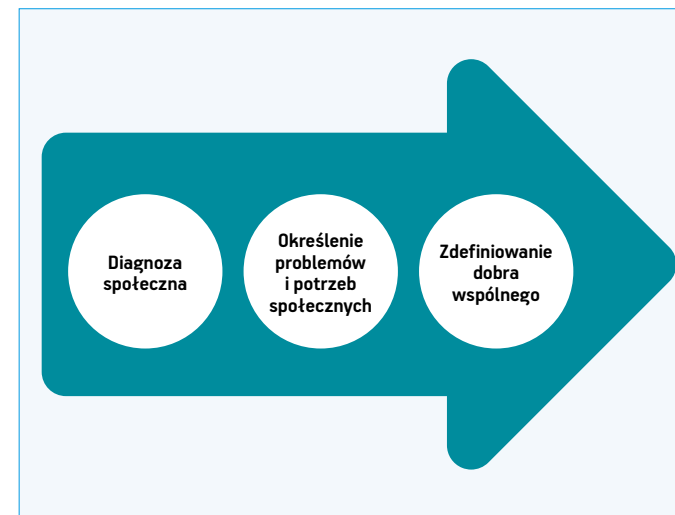 Diagnoza
społeczna
Określenie
problemów
i potrzeb
społecznych
Zdefiniowanie
dobra
wspólnego